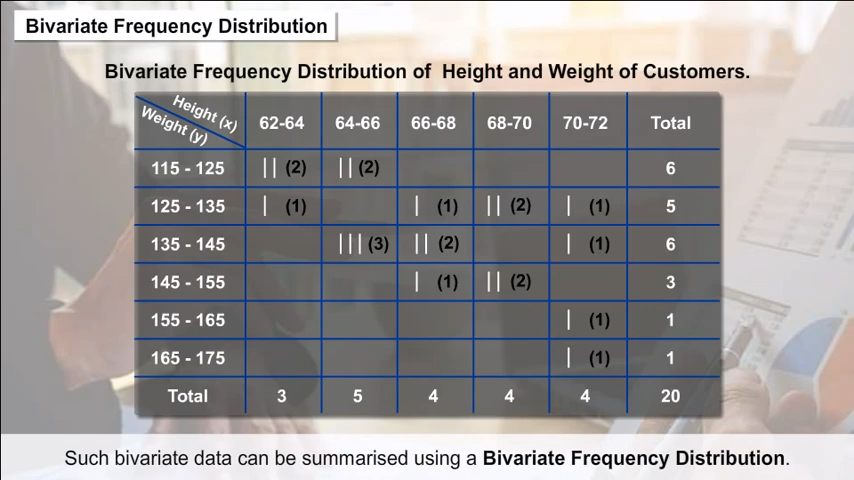 Bivariate Frequency Distribution
Bivariate Frequency Distribution of Height and Weight of Customers.
Height (x)
Weight (y)
62-64 64-66 66-68 68-70 70-72 Total
115 - 125 || (2) || (2) 6
125 - 135 | (1) | (1) || (2) | (1) 5
135 - 145 ||| (3) || (2) | (1) 6
145 - 155 | (1) || (2) 3
155 - 165 | (1) 1
165 - 175 | (1) 1
Total 3 5 4 4 4 20
Such bivariate data can be summarised using a Bivariate Frequency Distribution.